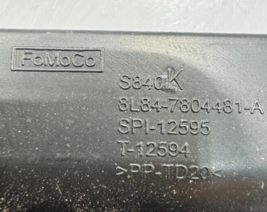 FoMoCo
S840K
8L84-7804481-A
SPI-12595
T-12594
>PP-TD20<